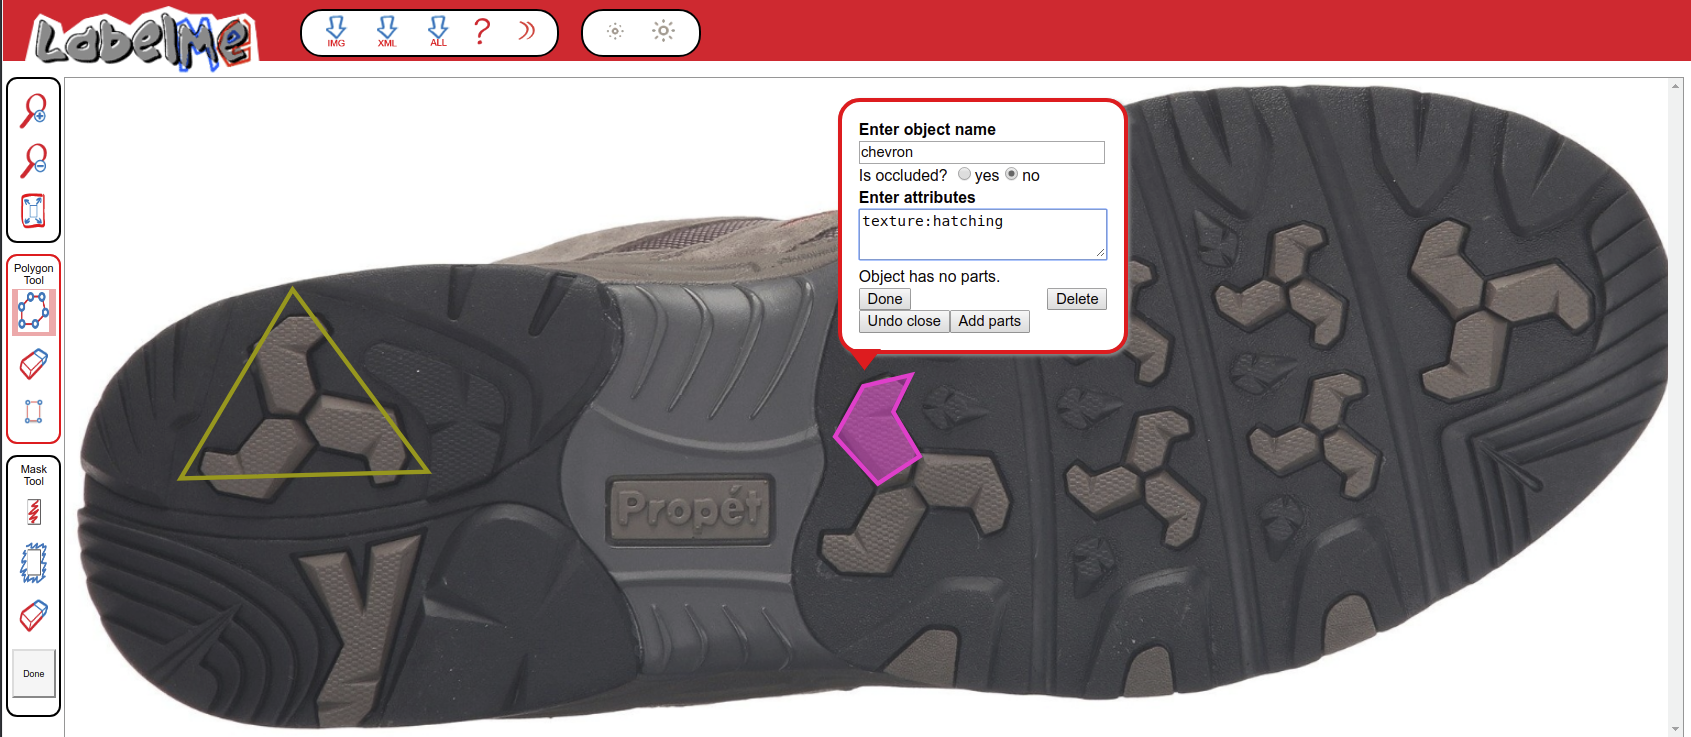 LabelMe
IMG
XML
ALL
?
Polygon
Tool
Mask
Tool
Done
Enter object name
chevron
Is occluded? yes no
Enter attributes
texture:hatching
Object has no parts.
Done Delete
Undo close Add parts
Propét